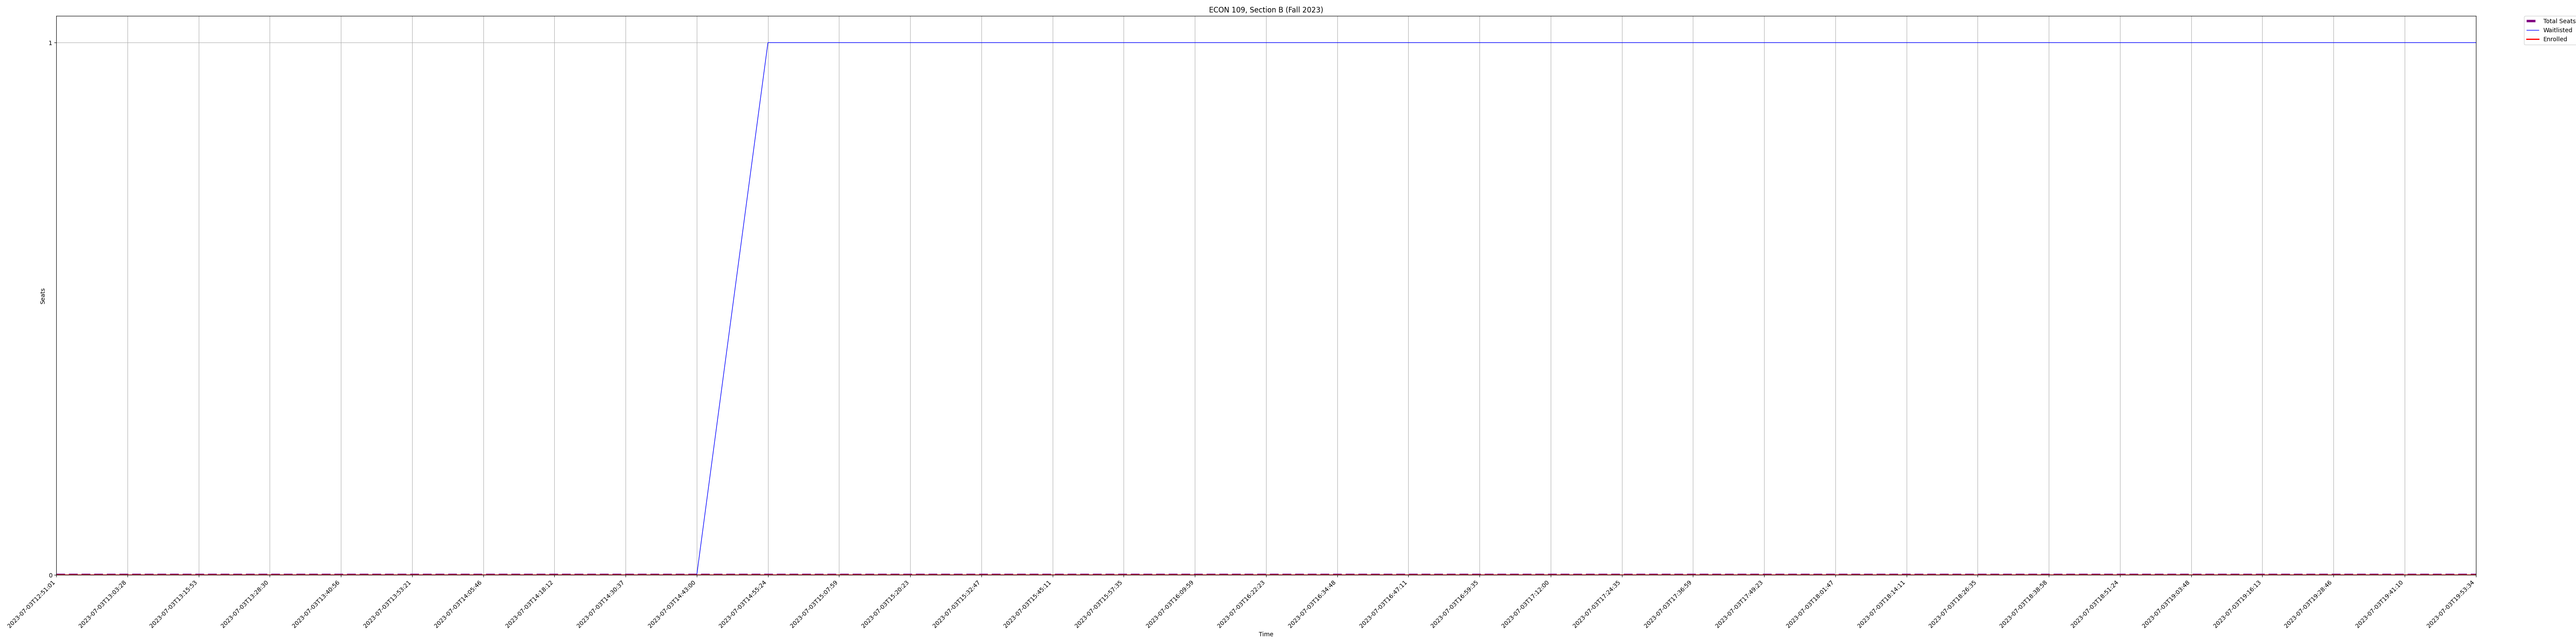 ECON 109, Section B (Fall 2023)
Total Seats
Waitlisted
Enrolled
1
Seats
0
2023-07-03T12:51:01
2023-07-03T13:03:28
2023-07-03T13:15:53
2023-07-03T13:28:30
2023-07-03T13:40:56
2023-07-03T13:53:21
2023-07-03T14:05:46
2023-07-03T14:18:12
2023-07-03T14:30:37
2023-07-03T14:43:00
2023-07-03T14:55:24
2023-07-03T15:07:59
2023-07-03T15:20:23
2023-07-03T15:32:47
2023-07-03T15:45:11
2023-07-03T15:57:35
2023-07-03T16:09:59
2023-07-03T16:22:23
2023-07-03T16:34:48
2023-07-03T16:47:11
2023-07-03T16:59:35
2023-07-03T17:12:00
2023-07-03T17:24:35
2023-07-03T17:36:59
2023-07-03T17:49:23
2023-07-03T18:01:47
2023-07-03T18:14:11
2023-07-03T18:26:35
2023-07-03T18:38:58
2023-07-03T18:51:24
2023-07-03T19:03:48
2023-07-03T19:16:13
2023-07-03T19:28:46
2023-07-03T19:41:10
2023-07-03T19:53:34
Time